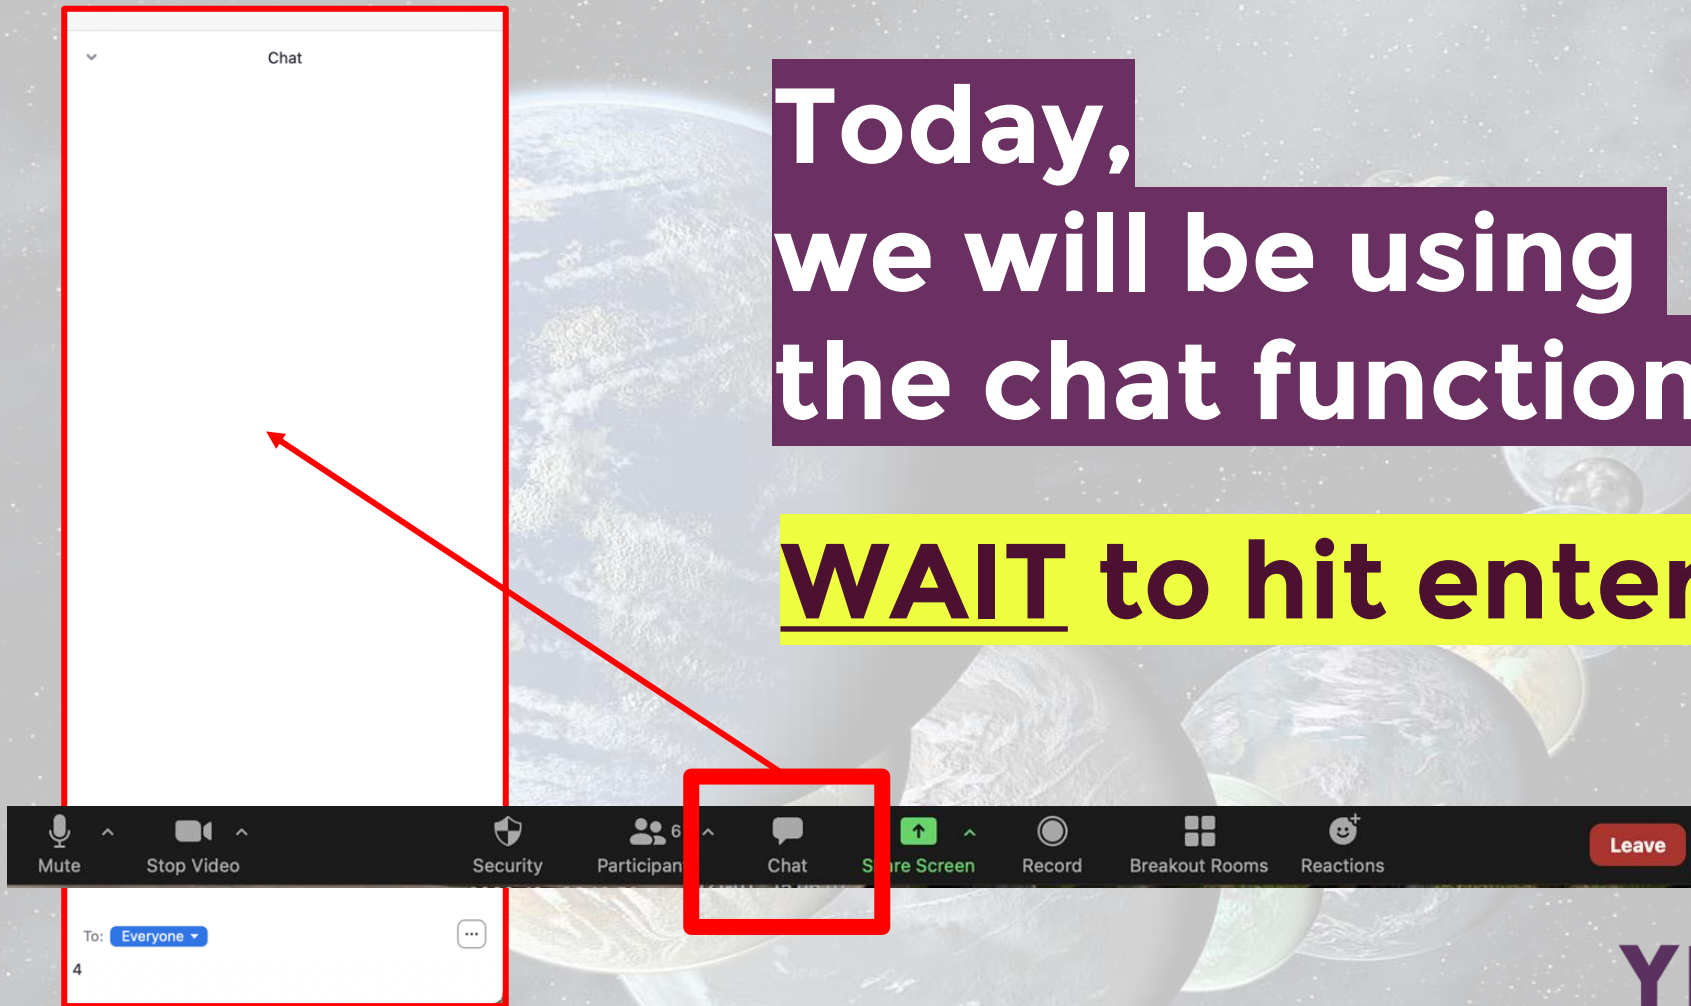 Chat
Today,
we will be using
the chat function
WAIT to hit enter
Mute
Stop Video
Security
6
Chat
Record
Breakout Rooms
Reactions
Leave
To: Everyone
4